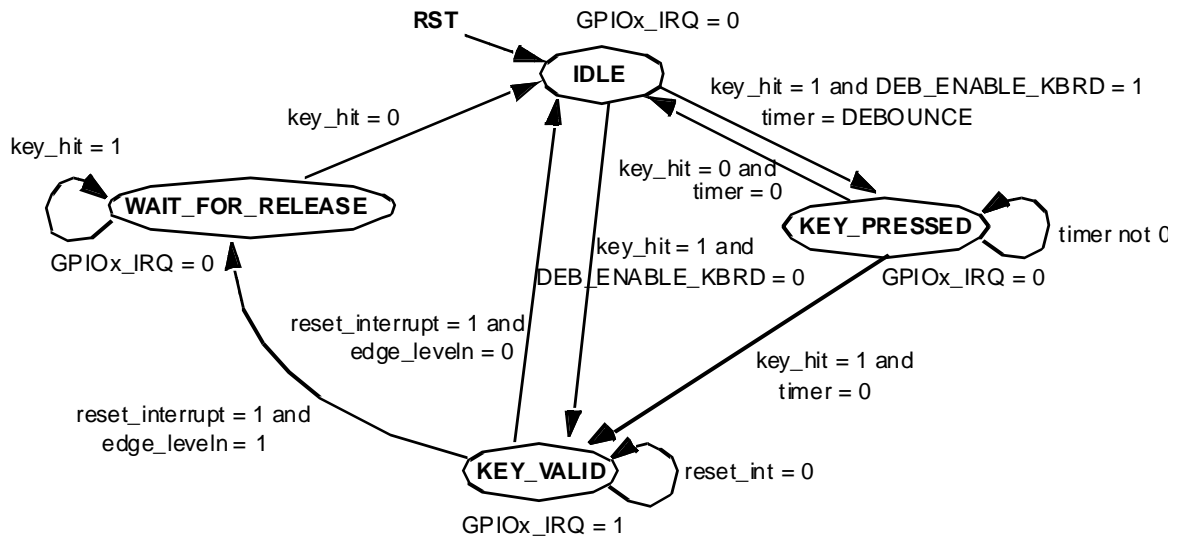 RST
GPIOx_IRQ = 0
IDLE
key_hit = 1 and DEB_ENABLE_KBRD = 1
timer = DEBOUNCE
key_hit = 0
key_hit = 1
key_hit = 0 and
timer = 0
WAIT_FOR_RELEASE
KEY_PRESSED
timer not 0
GPIOx_IRQ = 0
key_hit = 1 and
DEB_ENABLE_KBRD = 0
GPIOx_IRQ = 0
reset_interrupt = 1 and
edge_leveln = 0
key_hit = 1 and
timer = 0
reset_interrupt = 1 and
edge_leveln = 1
KEY_VALID
reset_int = 0
GPIOx_IRQ = 1